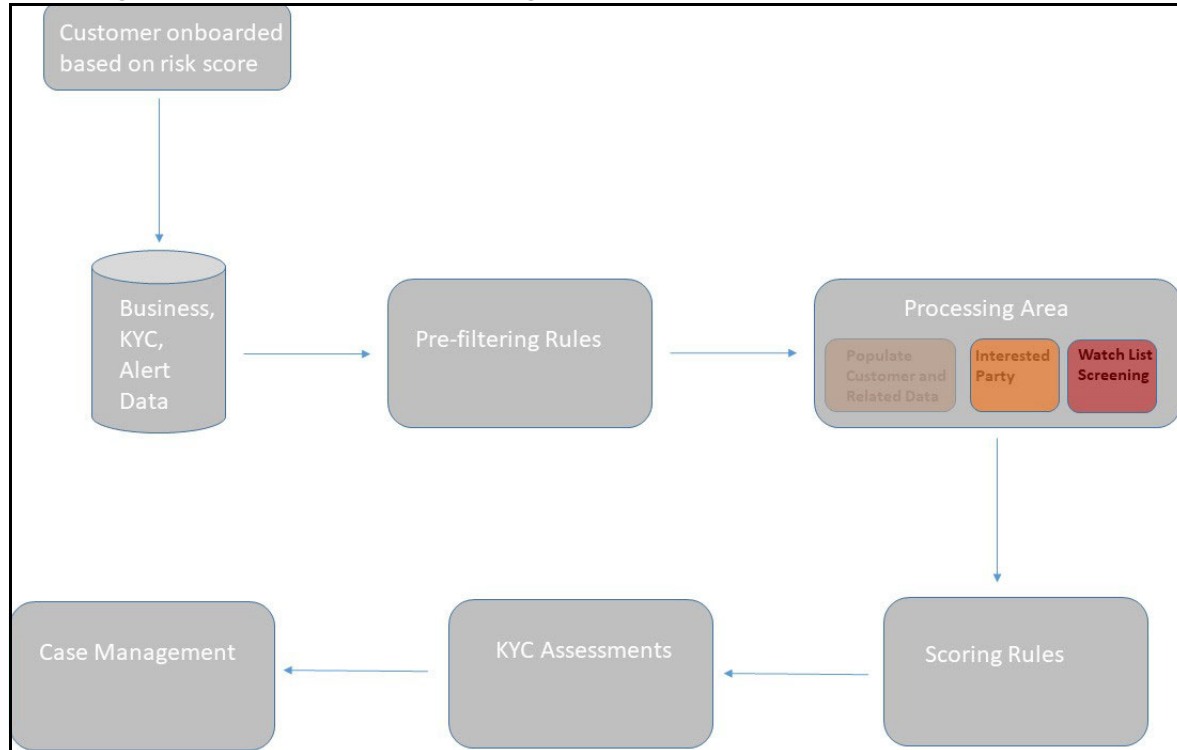 Customer onboarded
based on risk score
Business,
KYC,
Alert
Data
Pre-filtering Rules
Processing Area
Populate
Customer and
Related Data
Interested
Party
Watch List
Screening
Case Management
KYC Assessments
Scoring Rules